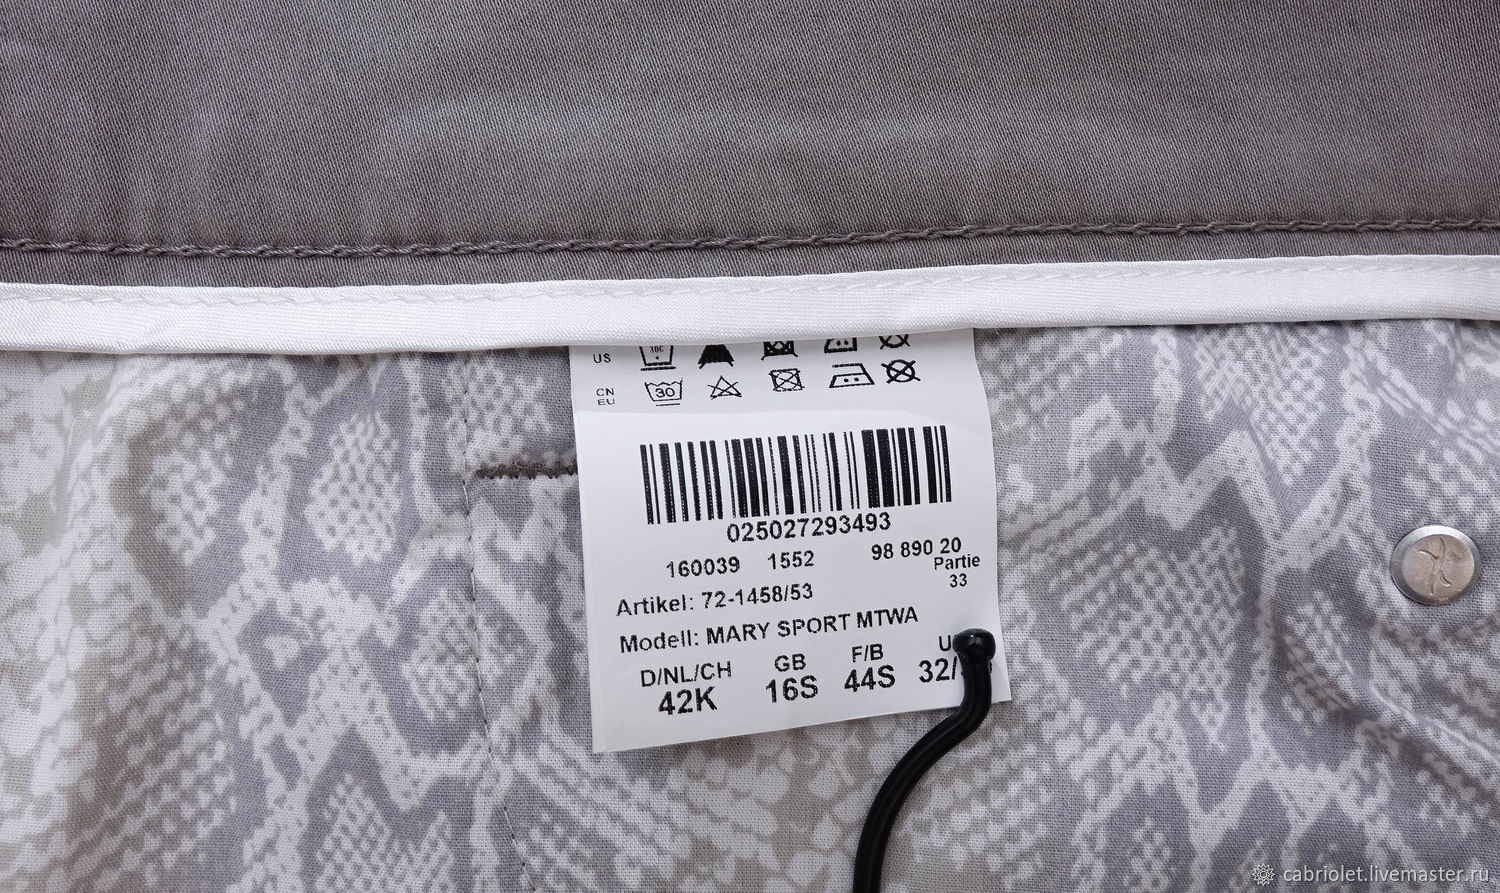 US
CN
EU
30
025027293493
160039 1552 98 890 20
Partie
33
Artikel: 72-1458/53
Modell: MARY SPORT MTWA
D/NL/CH GB F/B
42K 16S 44S 32/
cabriolet.livemaster.ru